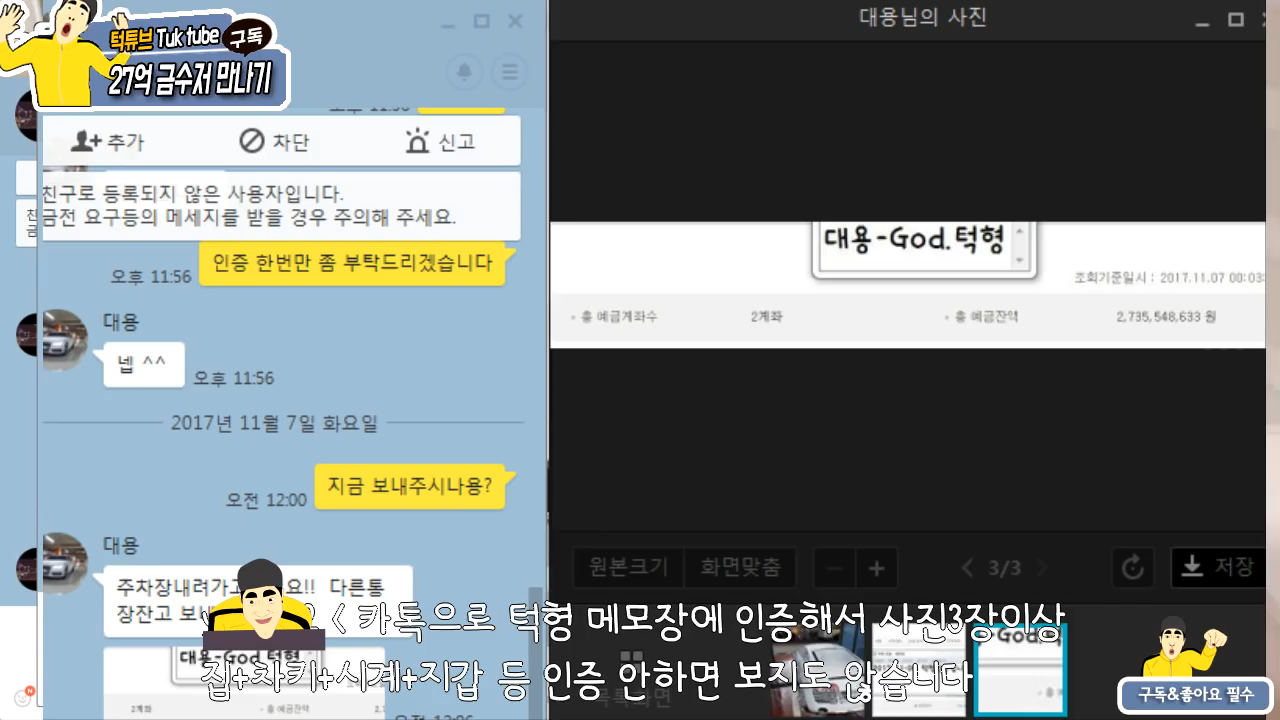 턱튜브 Tuk tube 구독
27억 금수저 만나기
추가 차단 신고
친구로 등록되지 않은 사용자입니다.
금전 요구등의 메세지를 받을 경우 주의해 주세요.
인증 한번만 좀 부탁드리겠습니다
오후 11:56
대용
넵 ^^
오후 11:56
2017년 11월 7일 화요일
지금 보내주시나용?
오전 12:00
대용
주차장내려가고 요!! 다른통
장잔고 보
대용-God.턱형
2계좌
대용님의 사진
대용-God.턱형
조회기준일시 : 2017.11.07 00:03
총 예금계좌수 2계좌 총 예금잔액 2,735,548,633 원
원본크기 화면맞춤 － + < 3/3 저장
< 카톡으로 턱형 메모장에 인증해서 사진3장이상
집+차키+시계+지갑 등 인증 안하면 보지도 않습니다
구독&좋아요 필수